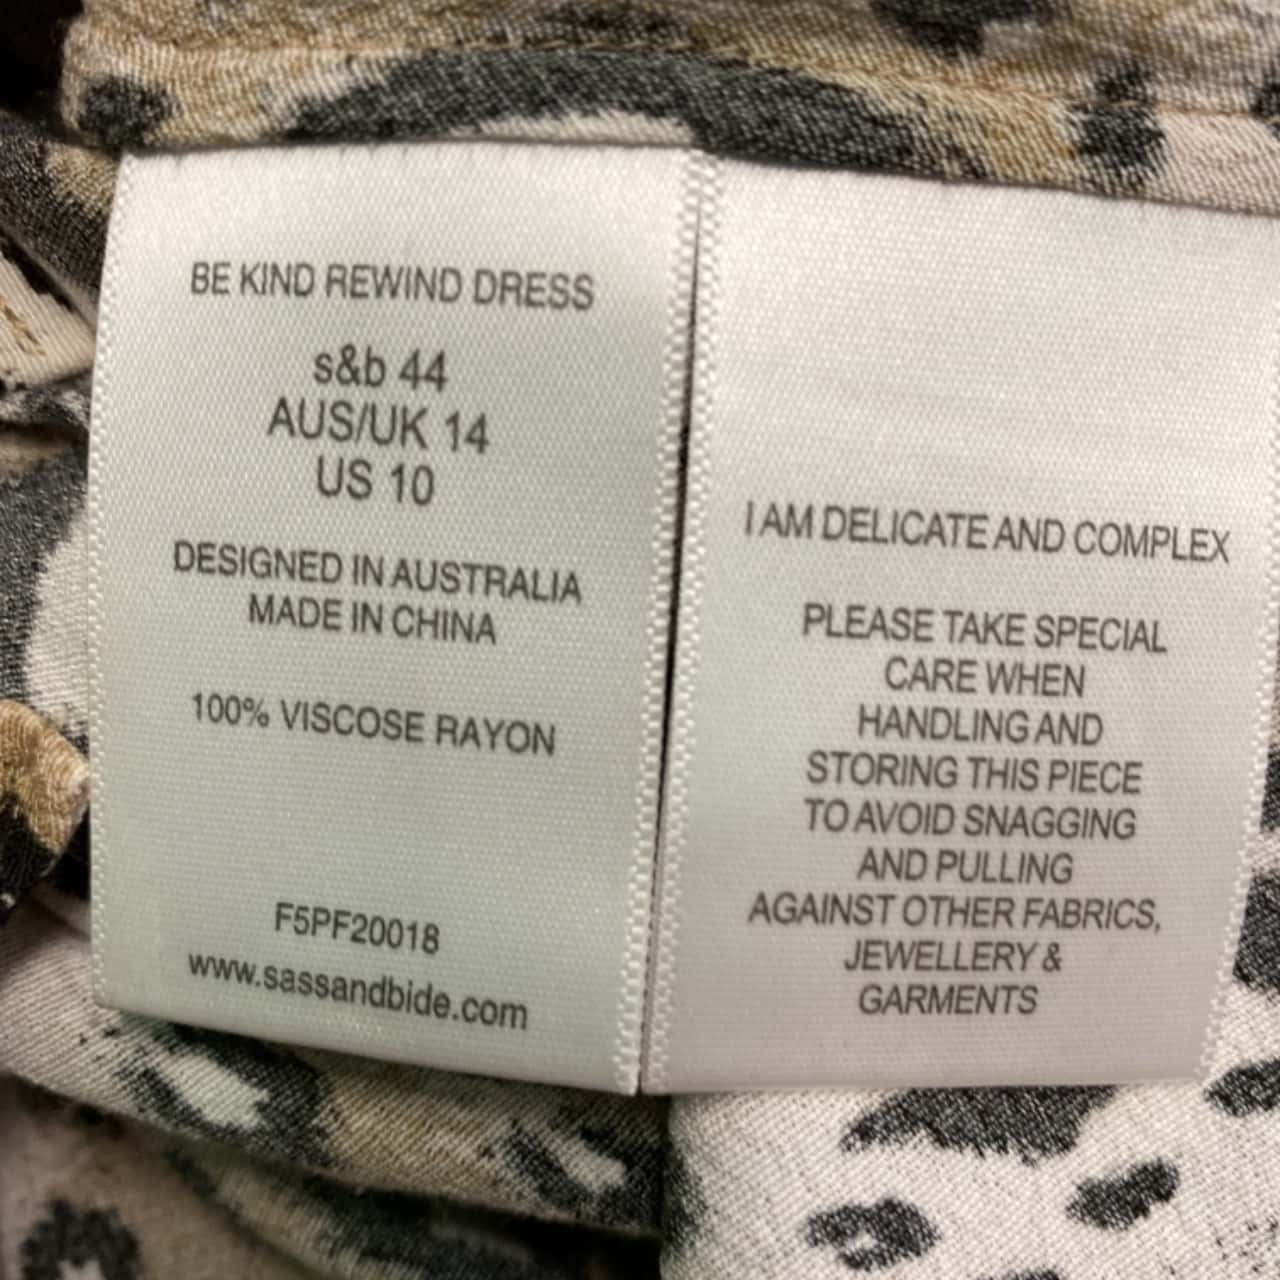 BE KIND REWIND DRESS
s&b 44
AUS/UK 14
US 10
DESIGNED IN AUSTRALIA
MADE IN CHINA
100% VISCOSE RAYON
F5PF20018
www.sassandbide.com
I AM DELICATE AND COMPLEX
PLEASE TAKE SPECIAL
CARE WHEN
HANDLING AND
STORING THIS PIECE
TO AVOID SNAGGING
AND PULLING
AGAINST OTHER FABRICS,
JEWELLERY &
GARMENTS